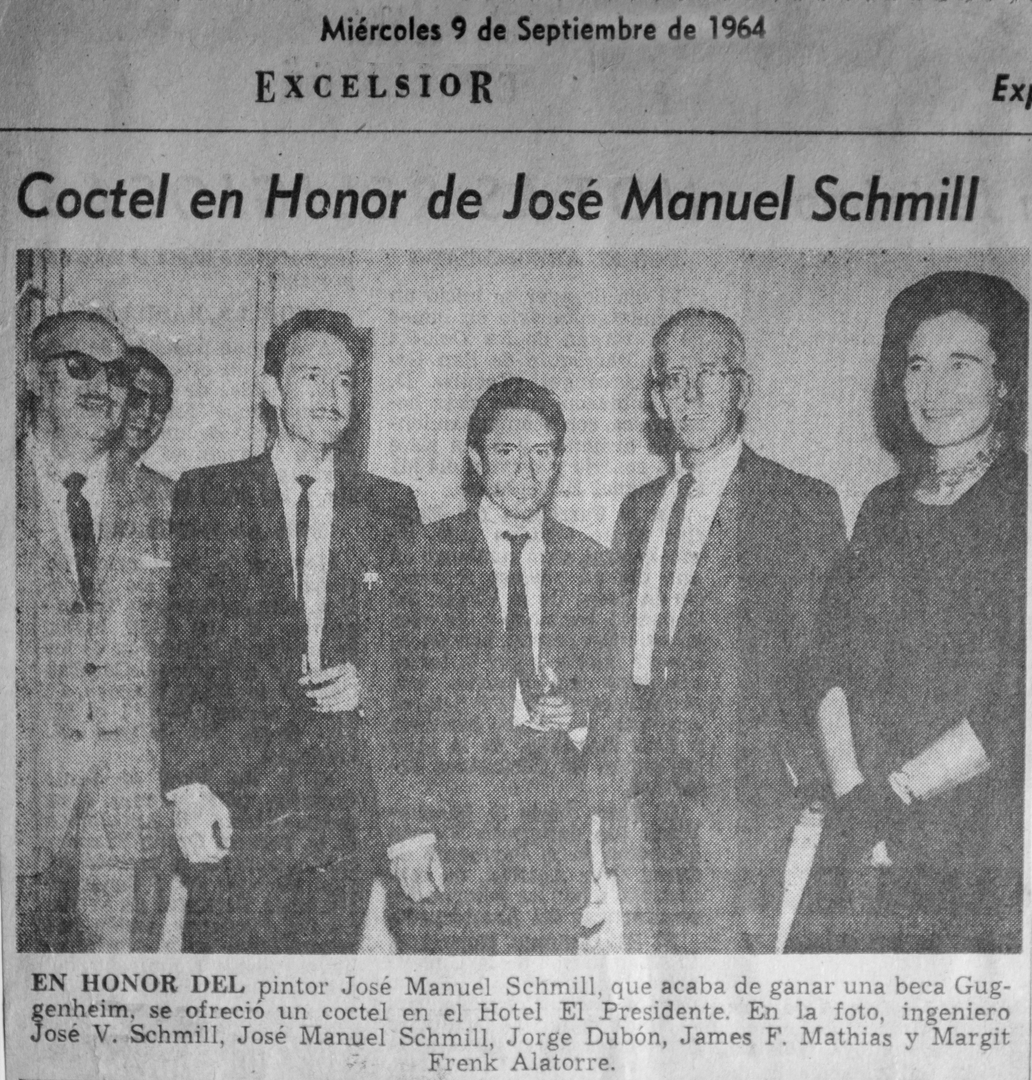 Miércoles 9 de Septiembre de 1964
EXCELSIOR
Coctel en Honor de José Manuel Schmill
EN HONOR DEL pintor José Manuel Schmill, que acaba de ganar una beca Gug-
genheim, se ofreció un coctel en el Hotel El Presidente. En la foto, ingeniero
José V. Schmill, José Manuel Schmill, Jorge Dubón, James F. Mathias y Margit
Frenk Alatorre.